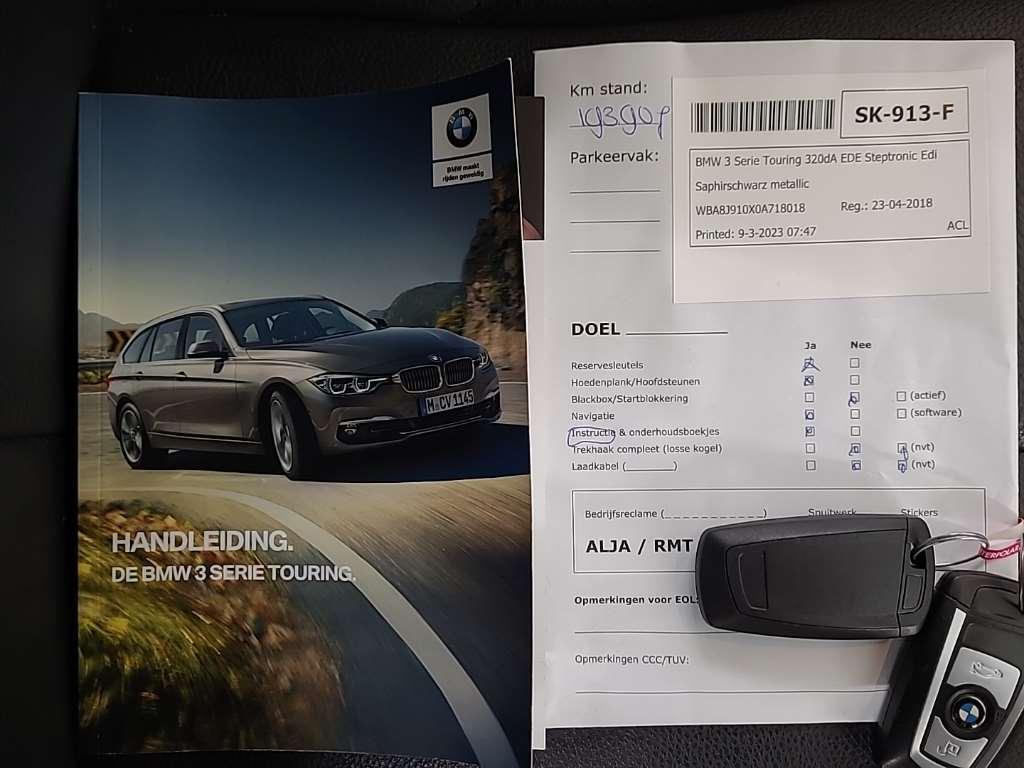 BMW maakt
rijden geweldig
M CV 1145
HANDLEIDING.
DE BMW 3 SERIE TOURING.
Km stand:
Parkeervak:
SK-913-F
BMW 3 Serie Touring 320dA EDE Steptronic Edi
Saphirschwarz metallic
WBA8J910X0A718018 Reg.: 23-04-2018
Printed: 9-3-2023 07:47 ACL
DOEL
Ja Nee
Reservesleutels
Hoedenplank/Hoofdsteunen
Blackbox/Startblokkering (actief)
Navigatie (software)
Instructie & onderhoudsboekjes
Trekhaak compleet (losse kogel) (nvt)
Laadkabel (________) (nvt)
Bedrijfsreclame (_____________) Spuitwerk Stickers
ALJA / RMT
Opmerkingen voor EOL:
Opmerkingen CCC/TUV: